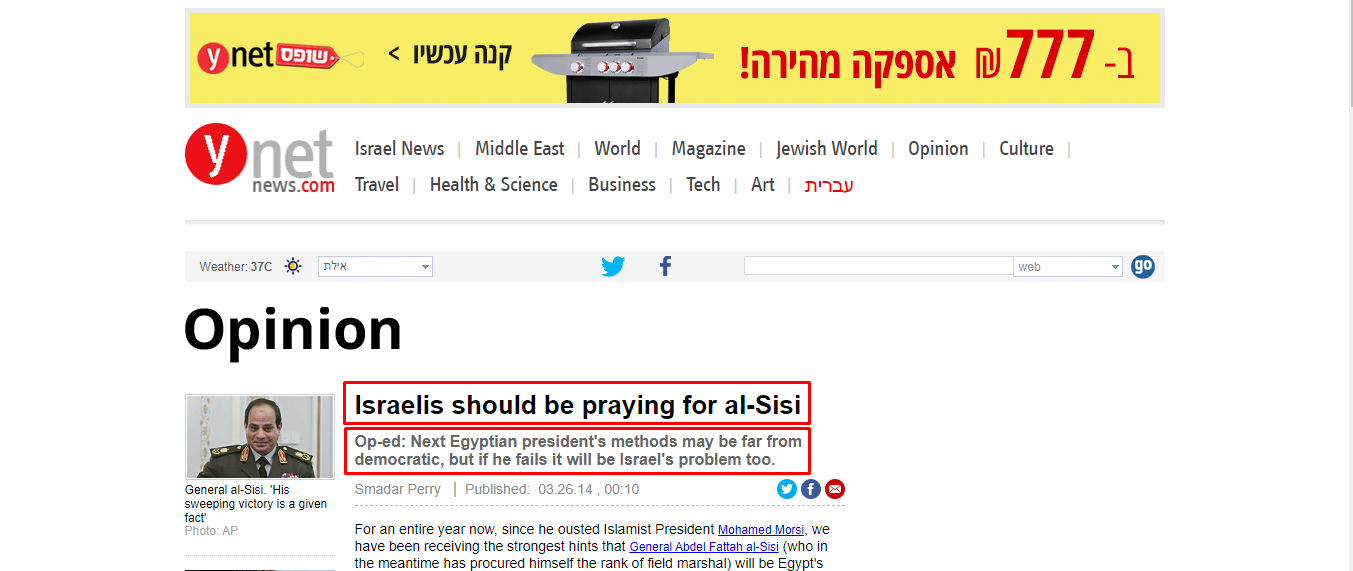 ynet שופס
קנה עכשיו >
ב- 777 ₪ אספקה מהירה!
ynet
news.com
Israel News | Middle East | World | Magazine | Jewish World | Opinion | Culture |
Travel | Health & Science | Business | Tech | Art | עברית
Weather: 37C אילת web go
Opinion
Israelis should be praying for al-Sisi
Op-ed: Next Egyptian president's methods may be far from
democratic, but if he fails it will be Israel's problem too.
Smadar Perry | Published: 03.26.14 , 00:10
General al-Sisi. 'His
sweeping victory is a given
fact'
Photo: AP
For an entire year now, since he ousted Islamist President Mohamed Morsi, we
have been receiving the strongest hints that General Abdel Fattah al-Sisi (who in
the meantime has procured himself the rank of field marshal) will be Egypt's